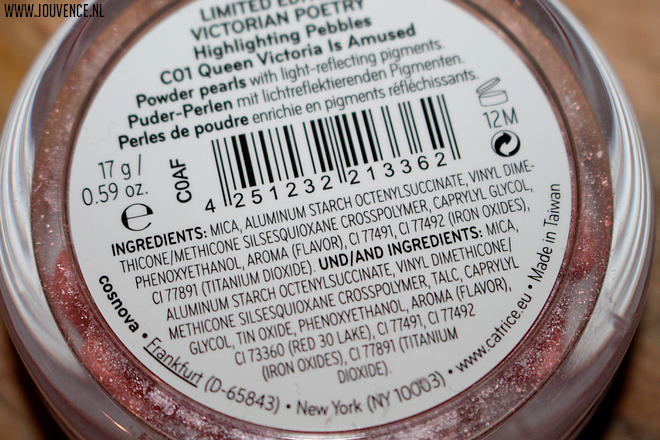 WWW.JOUVENCE.NL
LIMITED
VICTORIAN POETRY
Highlighting Pebbles
C01 Queen Victoria Is Amused
Powder pearls with light-reflecting pigments.
Puder-Perlen mit lichtreflektierenden Pigmenten.
Perles de poudre enrichie en pigments réfléchissants.
17 g /
0.59 oz.
e
C0AF
4 251232 213362
12M
INGREDIENTS: MICA, ALUMINUM STARCH OCTENYLSUCCINATE, VINYL DIME-
THICONE/METHICONE SILSESQUIOXANE CROSSPOLYMER, CAPRYLYL GLYCOL,
PHENOXYETHANOL, AROMA (FLAVOR), CI 77491, CI 77492 (IRON OXIDES),
CI 77891 (TITANIUM DIOXIDE). UND/AND INGREDIENTS: MICA,
ALUMINUM STARCH OCTENYLSUCCINATE, VINYL DIMETHICONE/
METHICONE SILSESQUIOXANE CROSSPOLYMER, TALC, CAPRYLYL
GLYCOL, TIN OXIDE, PHENOXYETHANOL, AROMA (FLAVOR),
CI 73360 (RED 30 LAKE), CI 77491, CI 77492
(IRON OXIDES), CI 77891 (TITANIUM
DIOXIDE).
cosnova • Frankfurt (D-65843) • New York (NY 10003) • www.catrice.eu • Made in Taiwan